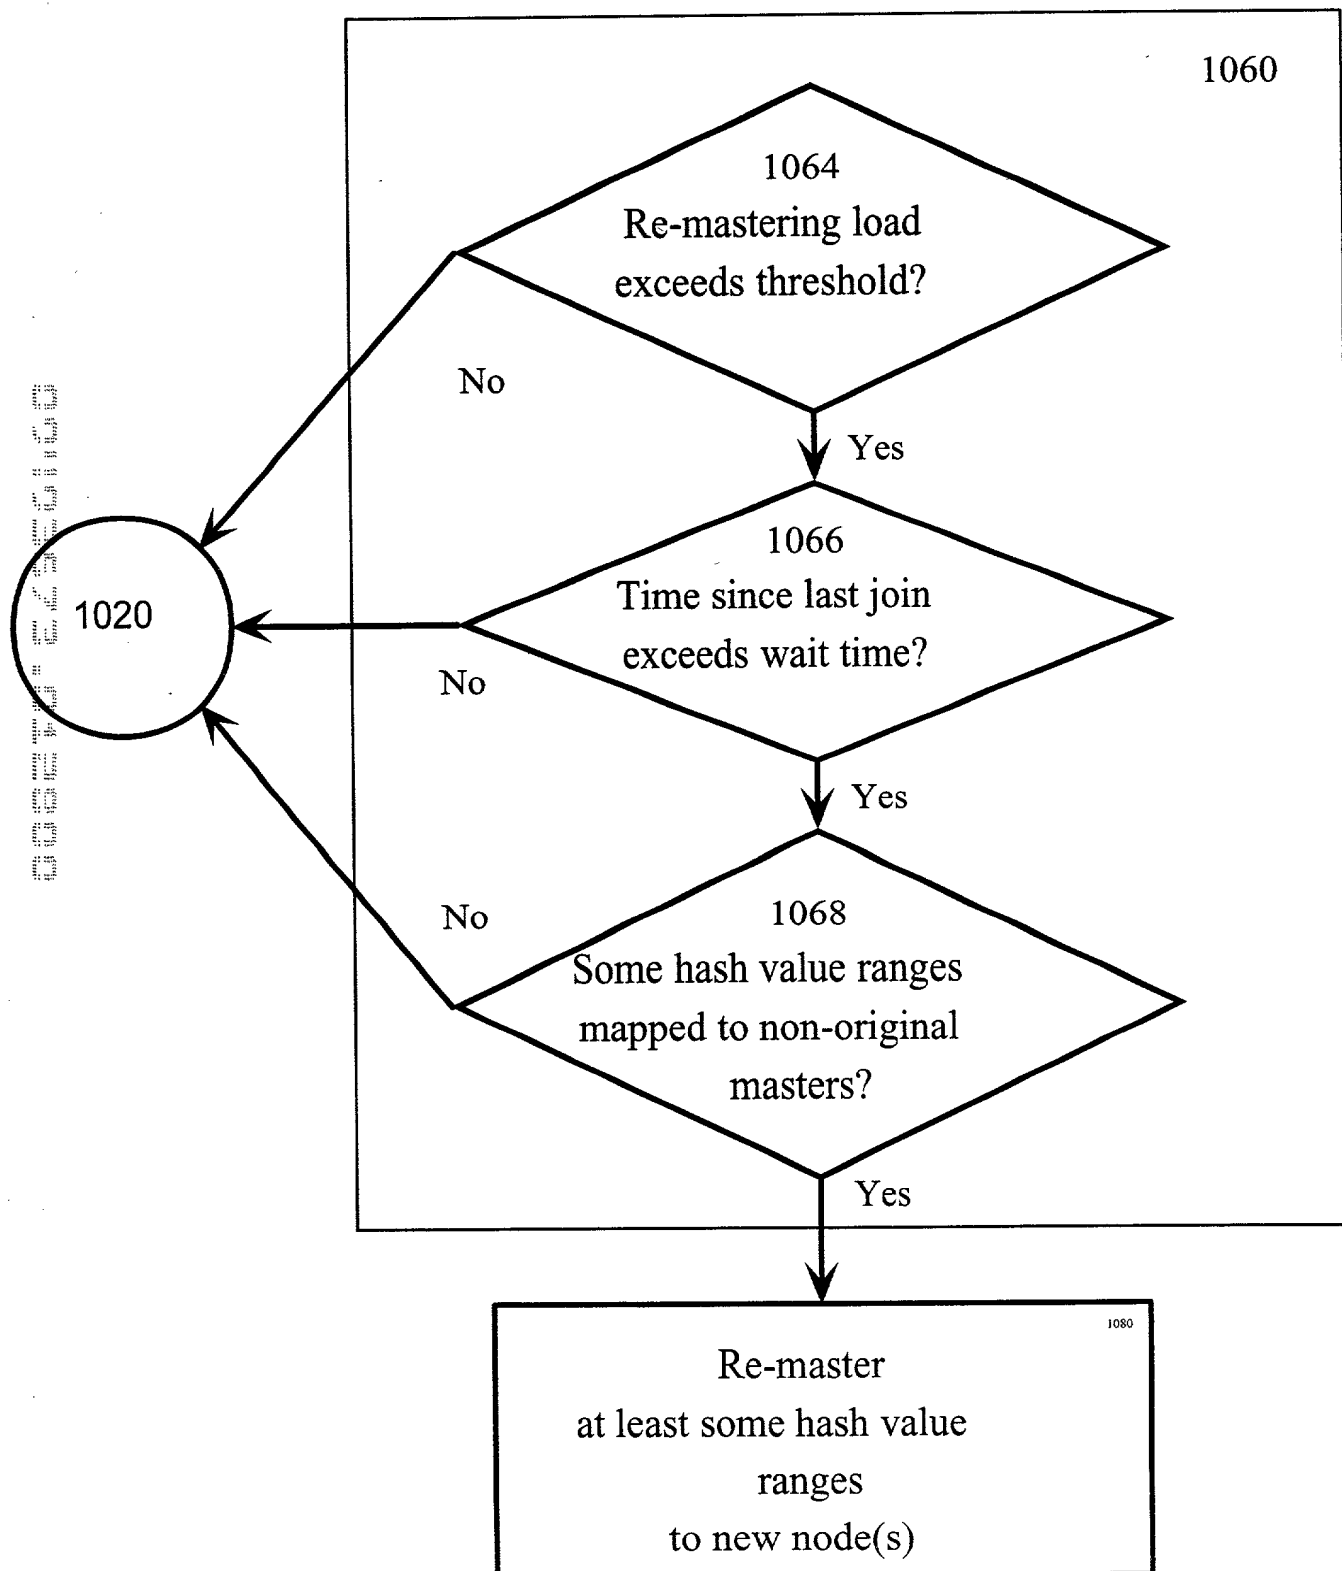 1060
1064
Re-mastering load
exceeds threshold?
No
Yes
1066
Time since last join
exceeds wait time?
1020
No
Yes
No
1068
Some hash value ranges
mapped to non-original
masters?
Yes
1080
Re-master
at least some hash value
ranges
to new node(s)